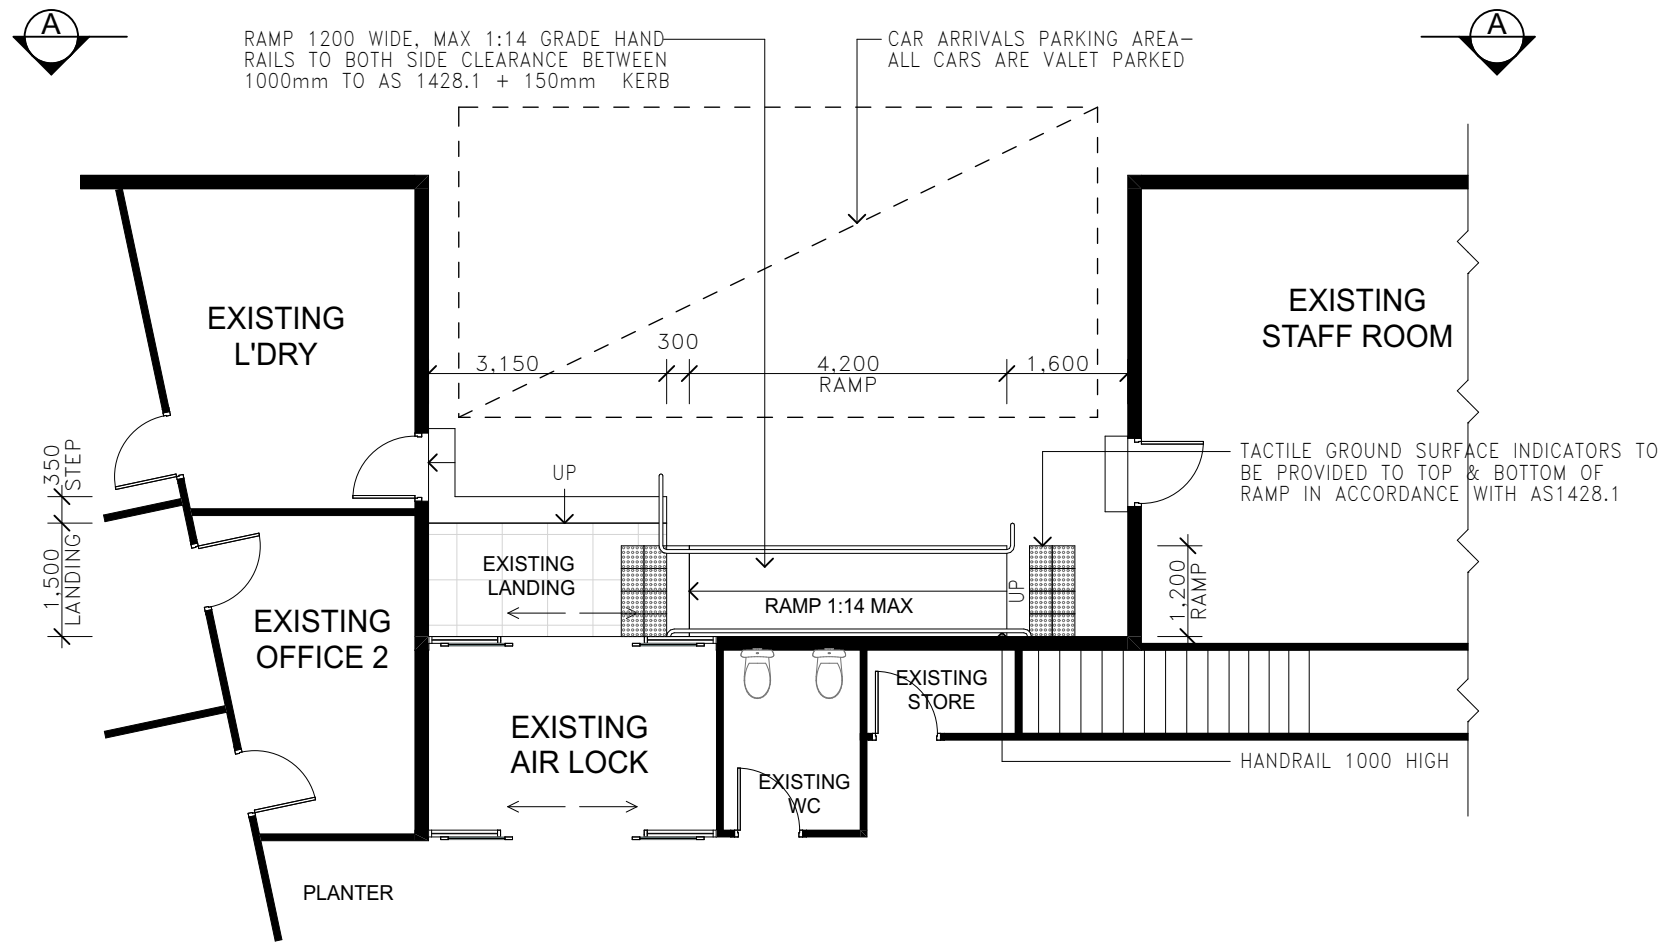 A
A
RAMP 1200 WIDE, MAX 1:14 GRADE HAND
RAILS TO BOTH SIDE CLEARANCE BETWEEN
1000mm TO AS 1428.1 + 150mm KERB
CAR ARRIVALS PARKING AREA-
ALL CARS ARE VALET PARKED
EXISTING
L'DRY
EXISTING
STAFF ROOM
3,150
300
4,200
RAMP
1,600
350
STEP
1,500
LANDING
UP
TACTILE GROUND SURFACE INDICATORS TO
BE PROVIDED TO TOP & BOTTOM OF
RAMP IN ACCORDANCE WITH AS1428.1
EXISTING
LANDING
RAMP 1:14 MAX
UP
1,200
RAMP
EXISTING
OFFICE 2
EXISTING
AIR LOCK
EXISTING
STORE
EXISTING
WC
HANDRAIL 1000 HIGH
PLANTER